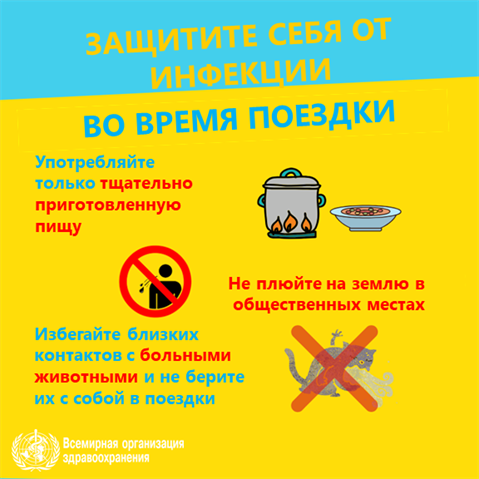 ЗАЩИТИТЕ СЕБЯ ОТ
ИНФЕКЦИИ
ВО ВРЕМЯ ПОЕЗДКИ
Употребляйте
только тщательно
приготовленную
пищу
Не плюйте на землю в
общественных местах
Избегайте близких
контактов с больными
животными и не берите
их с собой в поездки
Всемирная организация
здравоохранения